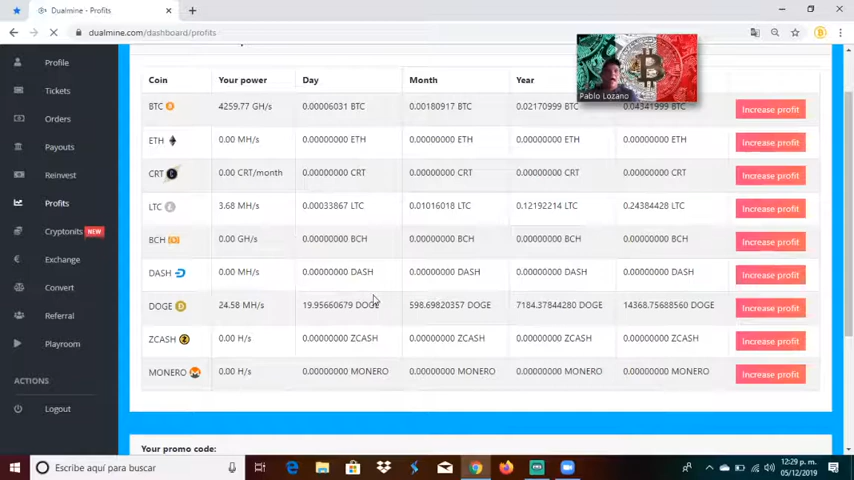 Dualmine - Profits
dualmine.com/dashboard/profits
Profile
Tickets
Orders
Payouts
Reinvest
Profits
Cryptonits NEW
Exchange
Convert
Referral
Playroom
ACTIONS
Logout
Pablo Lozano
Coin Your power Day Month Year
BTC 4259.77 GH/s 0.00006031 BTC 0.00180917 BTC 0.02170999 BTC 0.04341999 BTC Increase profit
ETH 0.00 MH/s 0.00000000 ETH 0.00000000 ETH 0.00000000 ETH 0.00000000 ETH Increase profit
CRT 0.00 CRT/month 0.00000000 CRT 0.00000000 CRT 0.00000000 CRT 0.00000000 CRT Increase profit
LTC 3.68 MH/s 0.00033867 LTC 0.01016018 LTC 0.12192214 LTC 0.24384428 LTC Increase profit
BCH 0.00 GH/s 0.00000000 BCH 0.00000000 BCH 0.00000000 BCH 0.00000000 BCH Increase profit
DASH 0.00 MH/s 0.00000000 DASH 0.00000000 DASH 0.00000000 DASH 0.00000000 DASH Increase profit
DOGE 24.58 MH/s 19.95660679 DOGE 598.69820357 DOGE 7184.37844280 DOGE 14368.75688560 DOGE Increase profit
ZCASH 0.00 H/s 0.00000000 ZCASH 0.00000000 ZCASH 0.00000000 ZCASH 0.00000000 ZCASH Increase profit
MONERO 0.00 H/s 0.00000000 MONERO 0.00000000 MONERO 0.00000000 MONERO 0.00000000 MONERO Increase profit
Your promo code:
Escribe aquí para buscar
12:29 p. m.
05/12/2019